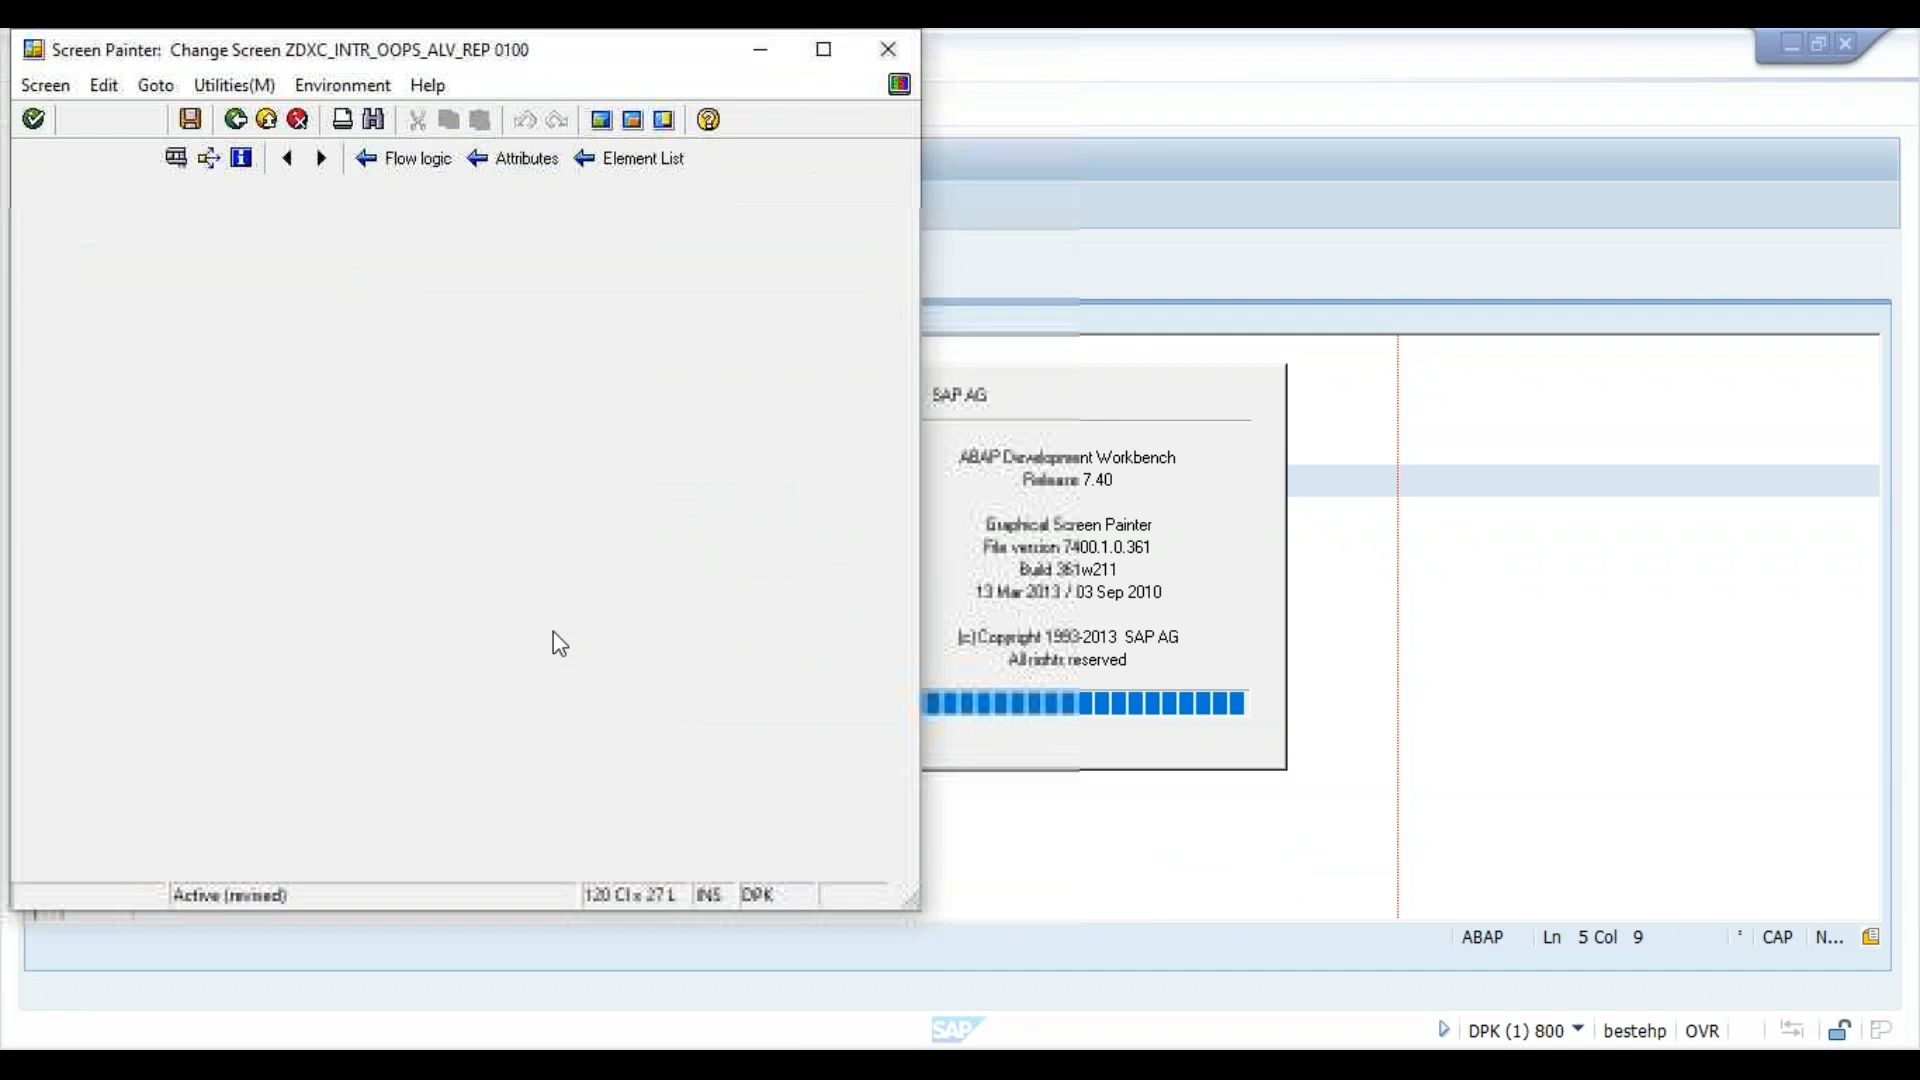 Screen Painter: Change Screen ZDXC_INTR_OOPS_ALV_REP 0100
Screen Edit Goto Utilities(M) Environment Help
Flow logic Attributes Element List
SAP AG
ABAP Development Workbench
Release 7.40
Graphical Screen Painter
File version 7400.1.0.361
Build 361w211
13 Mar 2013 / 03 Sep 2010
(c) Copyright 1993-2013 SAP AG
All rights reserved
Active (revised) 120 C l x 27 L INS DPK
ABAP Ln 5 Col 9 CAP N...
SAP DPK (1) 800 bestehp OVR